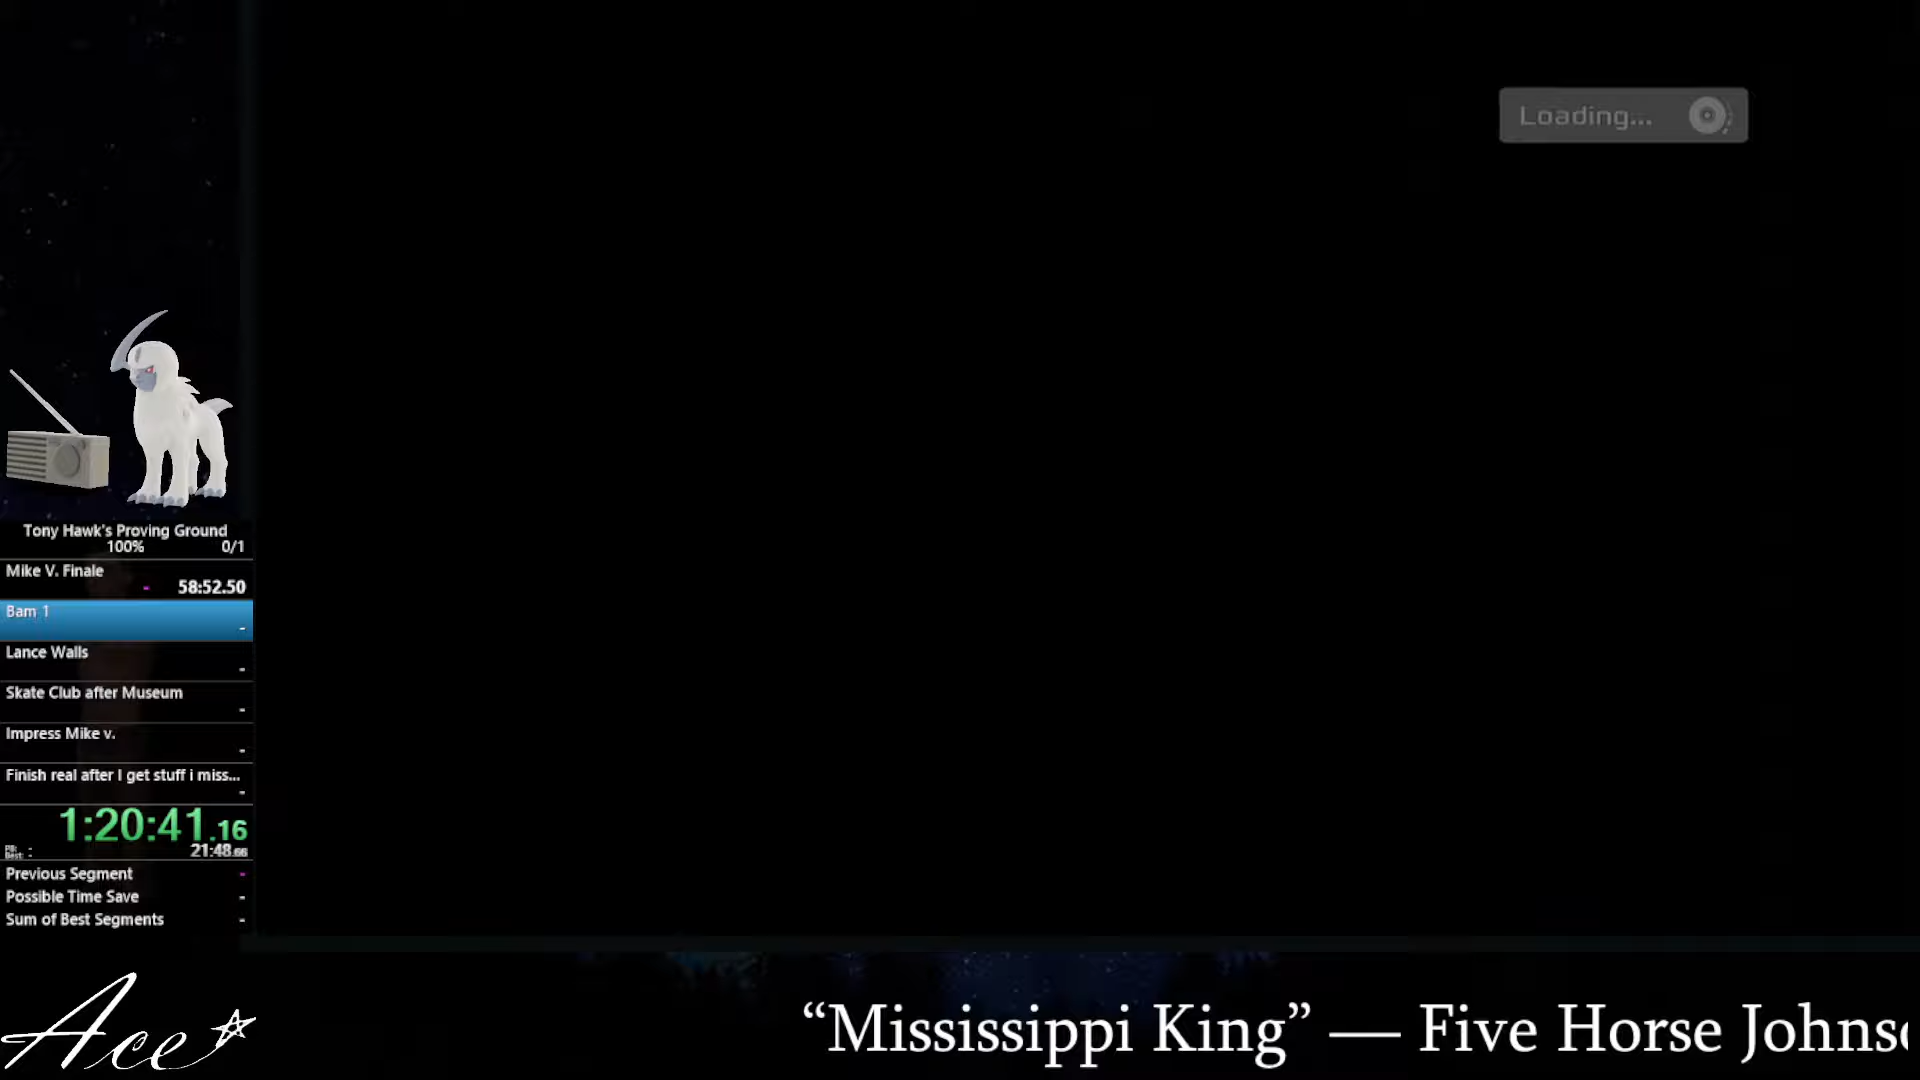 Loading...
Tony Hawk's Proving Ground
100% 0/1
Mike V. Finale
- 58:52.50
Bam 1
-
Lance Walls
-
Skate Club after Museum
-
Impress Mike v.
-
Finish real after I get stuff i miss...
-
1:20:41.16
PB: -
Best: -
21:48.66
Previous Segment -
Possible Time Save -
Sum of Best Segments -
Ace
“Mississippi King” — Five Horse Johns